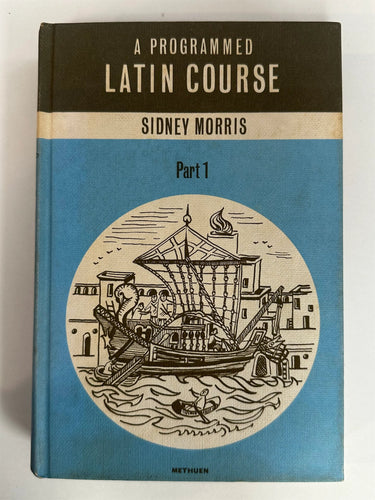 A PROGRAMMED
LATIN COURSE
SIDNEY MORRIS
Part 1
METHUEN